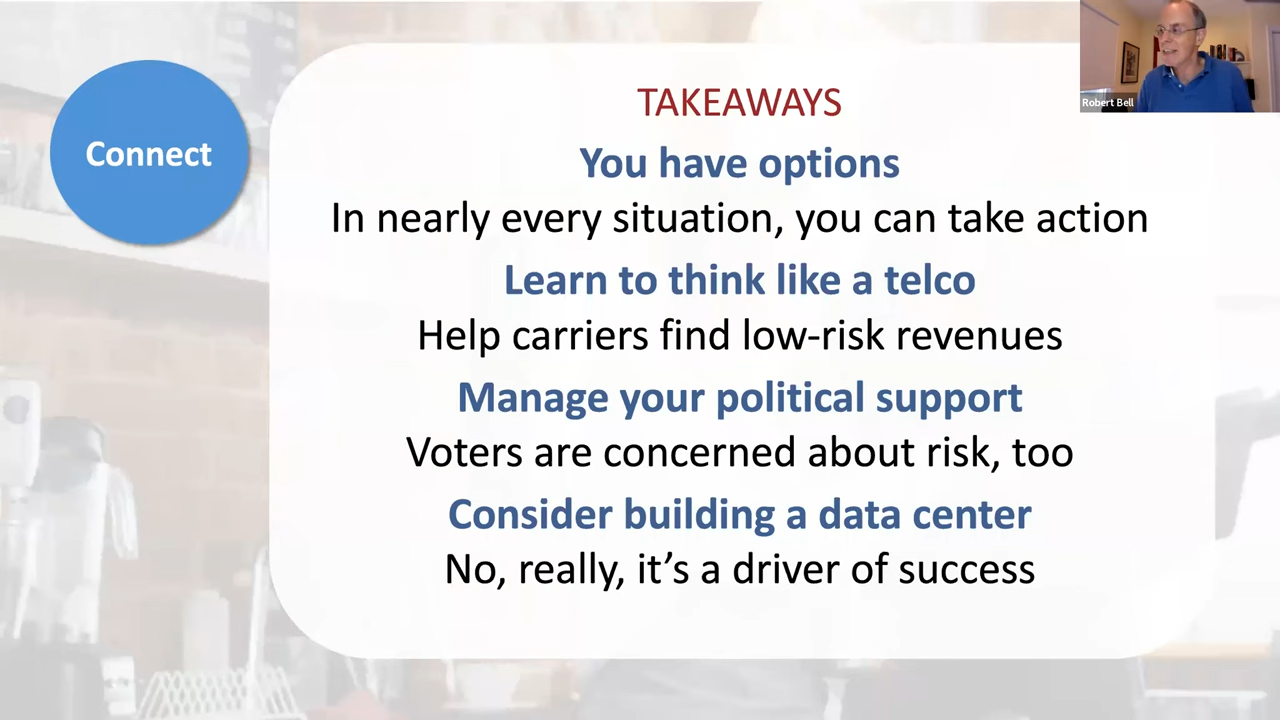 Connect
TAKEAWAYS
You have options
In nearly every situation, you can take action
Learn to think like a telco
Help carriers find low-risk revenues
Manage your political support
Voters are concerned about risk, too
Consider building a data center
No, really, it’s a driver of success
Robert Bell